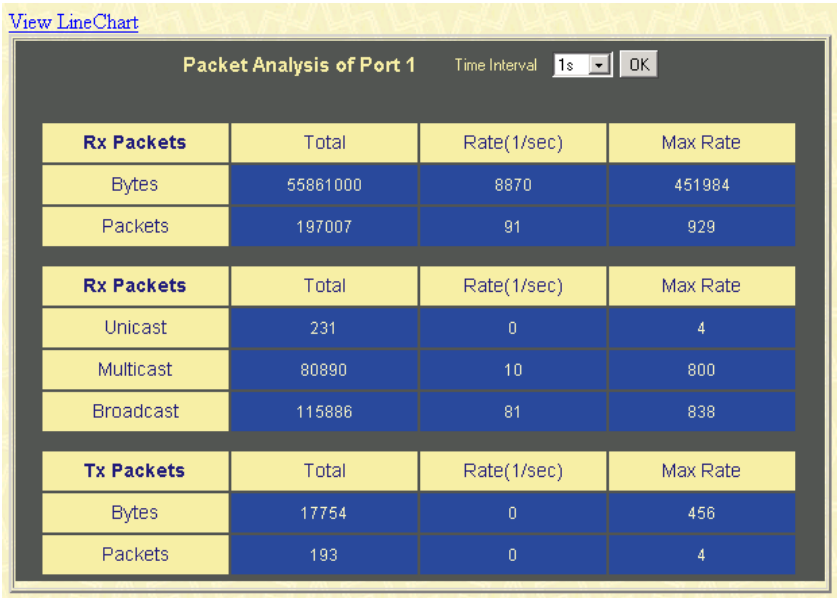 View LineChart
Packet Analysis of Port 1 Time Interval 1s OK
Rx Packets Total Rate(1/sec) Max Rate
Bytes 55861000 8870 451984
Packets 197007 91 929
Rx Packets Total Rate(1/sec) Max Rate
Unicast 231 0 4
Multicast 80890 10 800
Broadcast 115886 81 838
Tx Packets Total Rate(1/sec) Max Rate
Bytes 17754 0 456
Packets 193 0 4